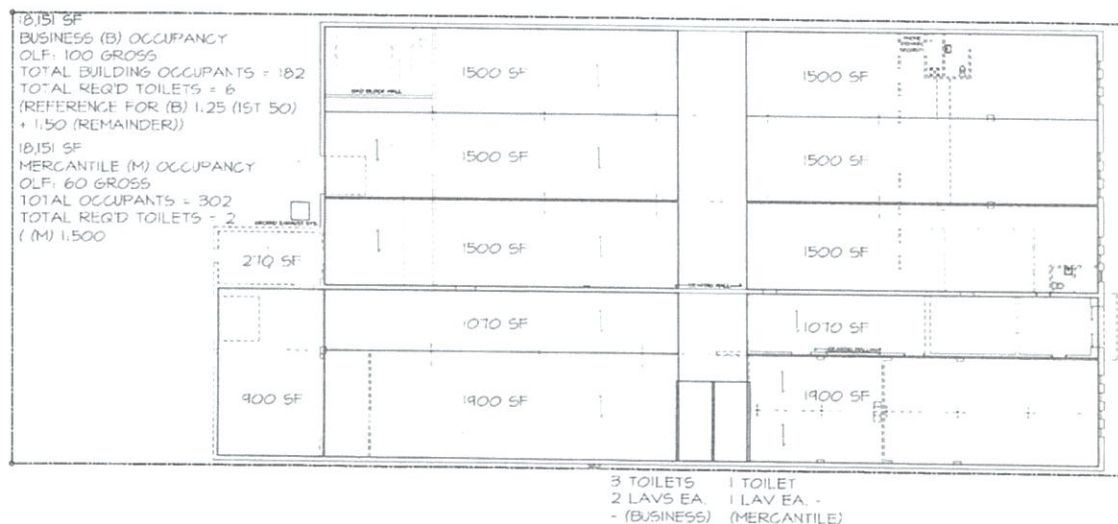 18,151 SF
BUSINESS (B) OCCUPANCY
OLF: 100 GROSS
TOTAL BUILDING OCCUPANTS = 182
TOTAL REQ'D TOILETS = 6
(REFERENCE FOR (B) 1:25 (1ST 50)
+ 1:50 (REMAINDER))
18,151 SF
MERCANTILE (M) OCCUPANCY
OLF: 60 GROSS
TOTAL OCCUPANTS = 302
TOTAL REQ'D TOILETS = 2
( (M) 1:500
1500 SF
1500 SF
1500 SF
1500 SF
1500 SF
1500 SF
270 SF
1070 SF
1070 SF
900 SF
1900 SF
1900 SF
3 TOILETS
2 LAVS EA.
- (BUSINESS)
1 TOILET
1 LAV EA. -
(MERCANTILE)